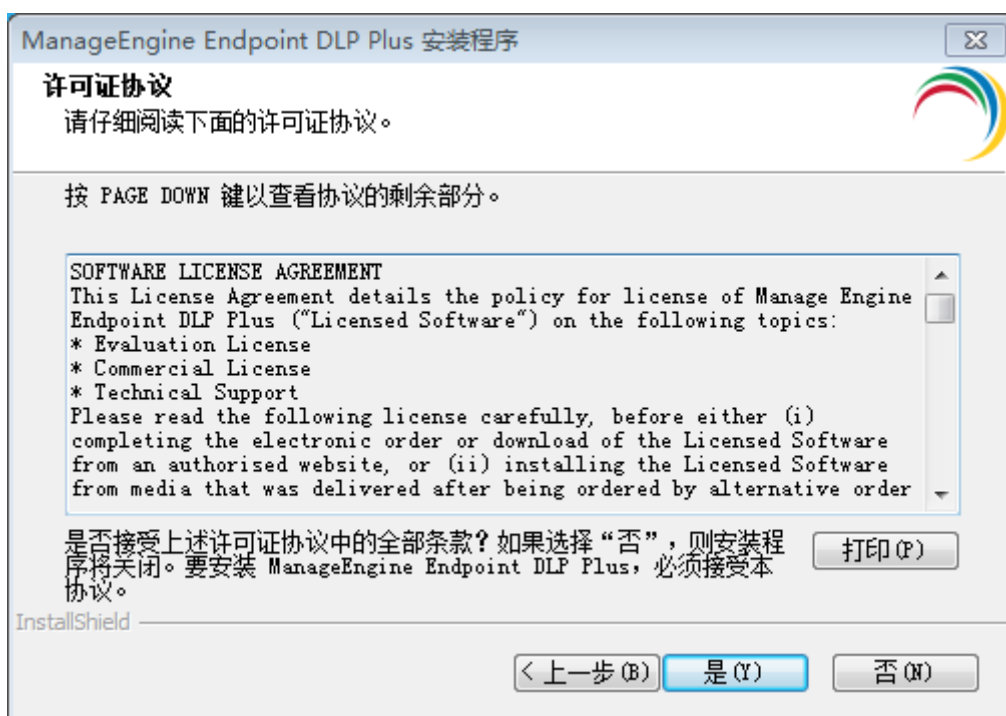 ManageEngine Endpoint DLP Plus 安装程序
许可证协议
请仔细阅读下面的许可证协议。
按 PAGE DOWN 键以查看协议的剩余部分。
SOFTWARE LICENSE AGREEMENT
This License Agreement details the policy for license of Manage Engine
Endpoint DLP Plus ("Licensed Software") on the following topics:
* Evaluation License
* Commercial License
* Technical Support
Please read the following license carefully, before either (i)
completing the electronic order or download of the Licensed Software
from an authorised website, or (ii) installing the Licensed Software
from media that was delivered after being ordered by alternative order
是否接受上述许可证协议中的全部条款?如果选择“否”，则安装程
序将关闭。要安装 ManageEngine Endpoint DLP Plus，必须接受本
协议。
打印(P)
InstallShield
< 上一步(B)
是(Y)
否(N)